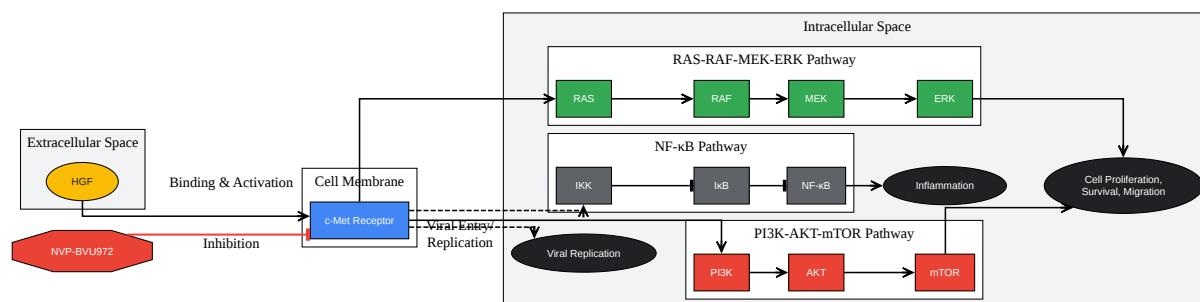 Intracellular Space
RAS-RAF-MEK-ERK Pathway
RAS
RAF
MEK
ERK
Extracellular Space
HGF
NF-κB Pathway
IKK
IκB
NF-κB
Inflammation
Cell Proliferation,
Survival, Migration
Binding & Activation
Cell Membrane
c-Met Receptor
NVP-BVU972
Inhibition
Viral Entry/
Replication
Viral Replication
PI3K-AKT-mTOR Pathway
PI3K
AKT
mTOR